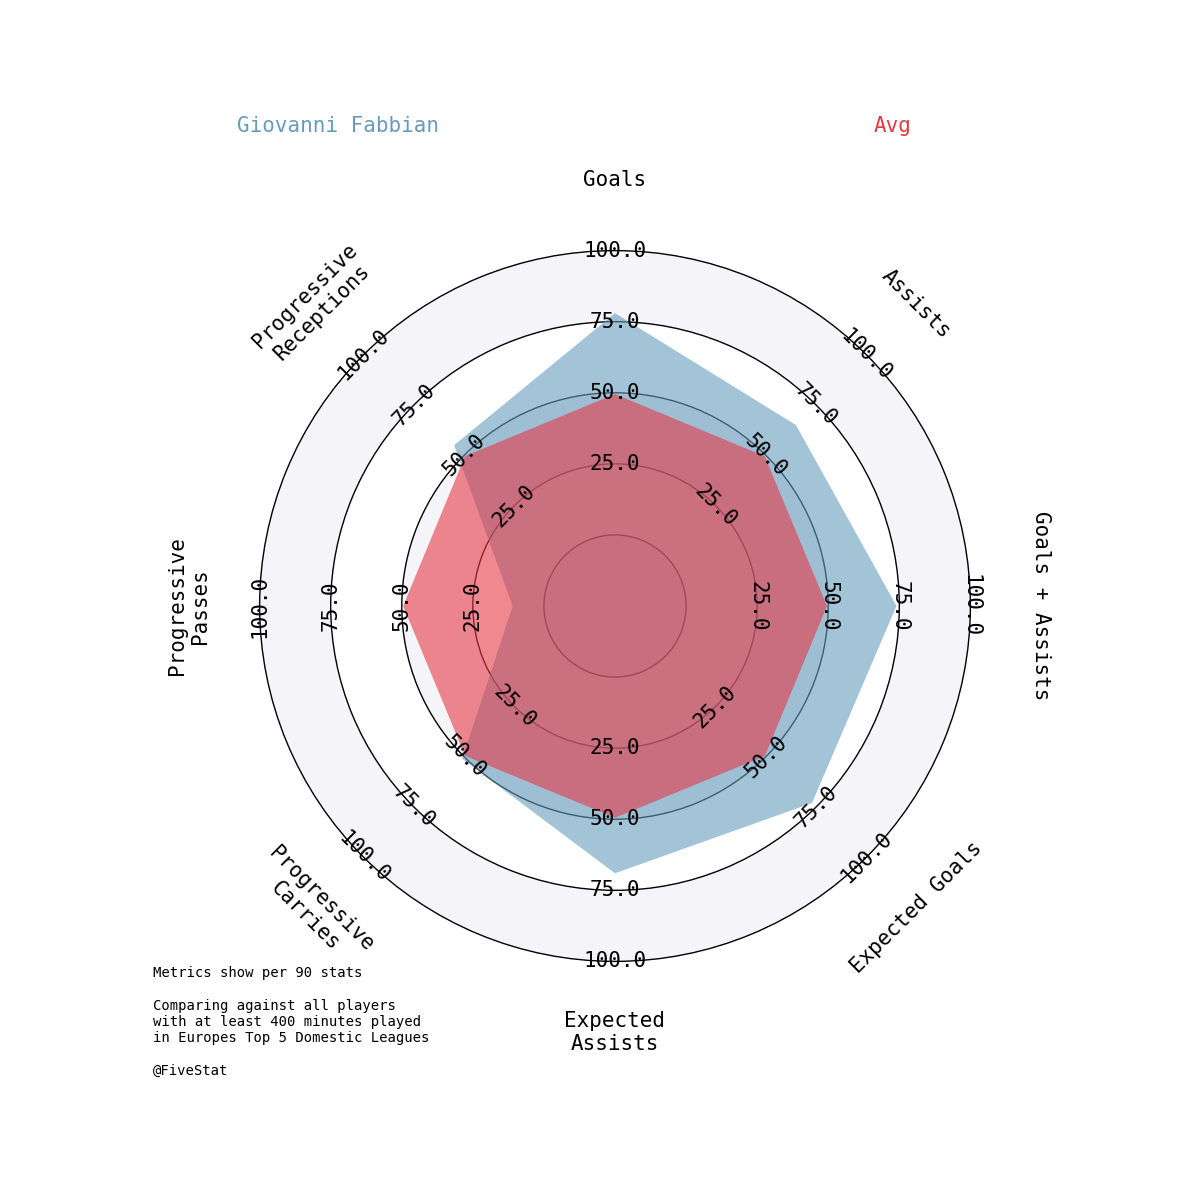 Giovanni Fabbian
Avg
Goals
Assists
Goals + Assists
Expected Goals
Expected
Assists
Progressive
Carries
Progressive
Passes
Progressive
Receptions
25.0
50.0
75.0
100.0
25.0
50.0
75.0
100.0
25.0
50.0
75.0
100.0
25.0
50.0
75.0
100.0
25.0
50.0
75.0
100.0
25.0
50.0
75.0
100.0
25.0
50.0
75.0
100.0
25.0
50.0
75.0
100.0
Metrics show per 90 stats
Comparing against all players
with at least 400 minutes played
in Europes Top 5 Domestic Leagues
@FiveStat